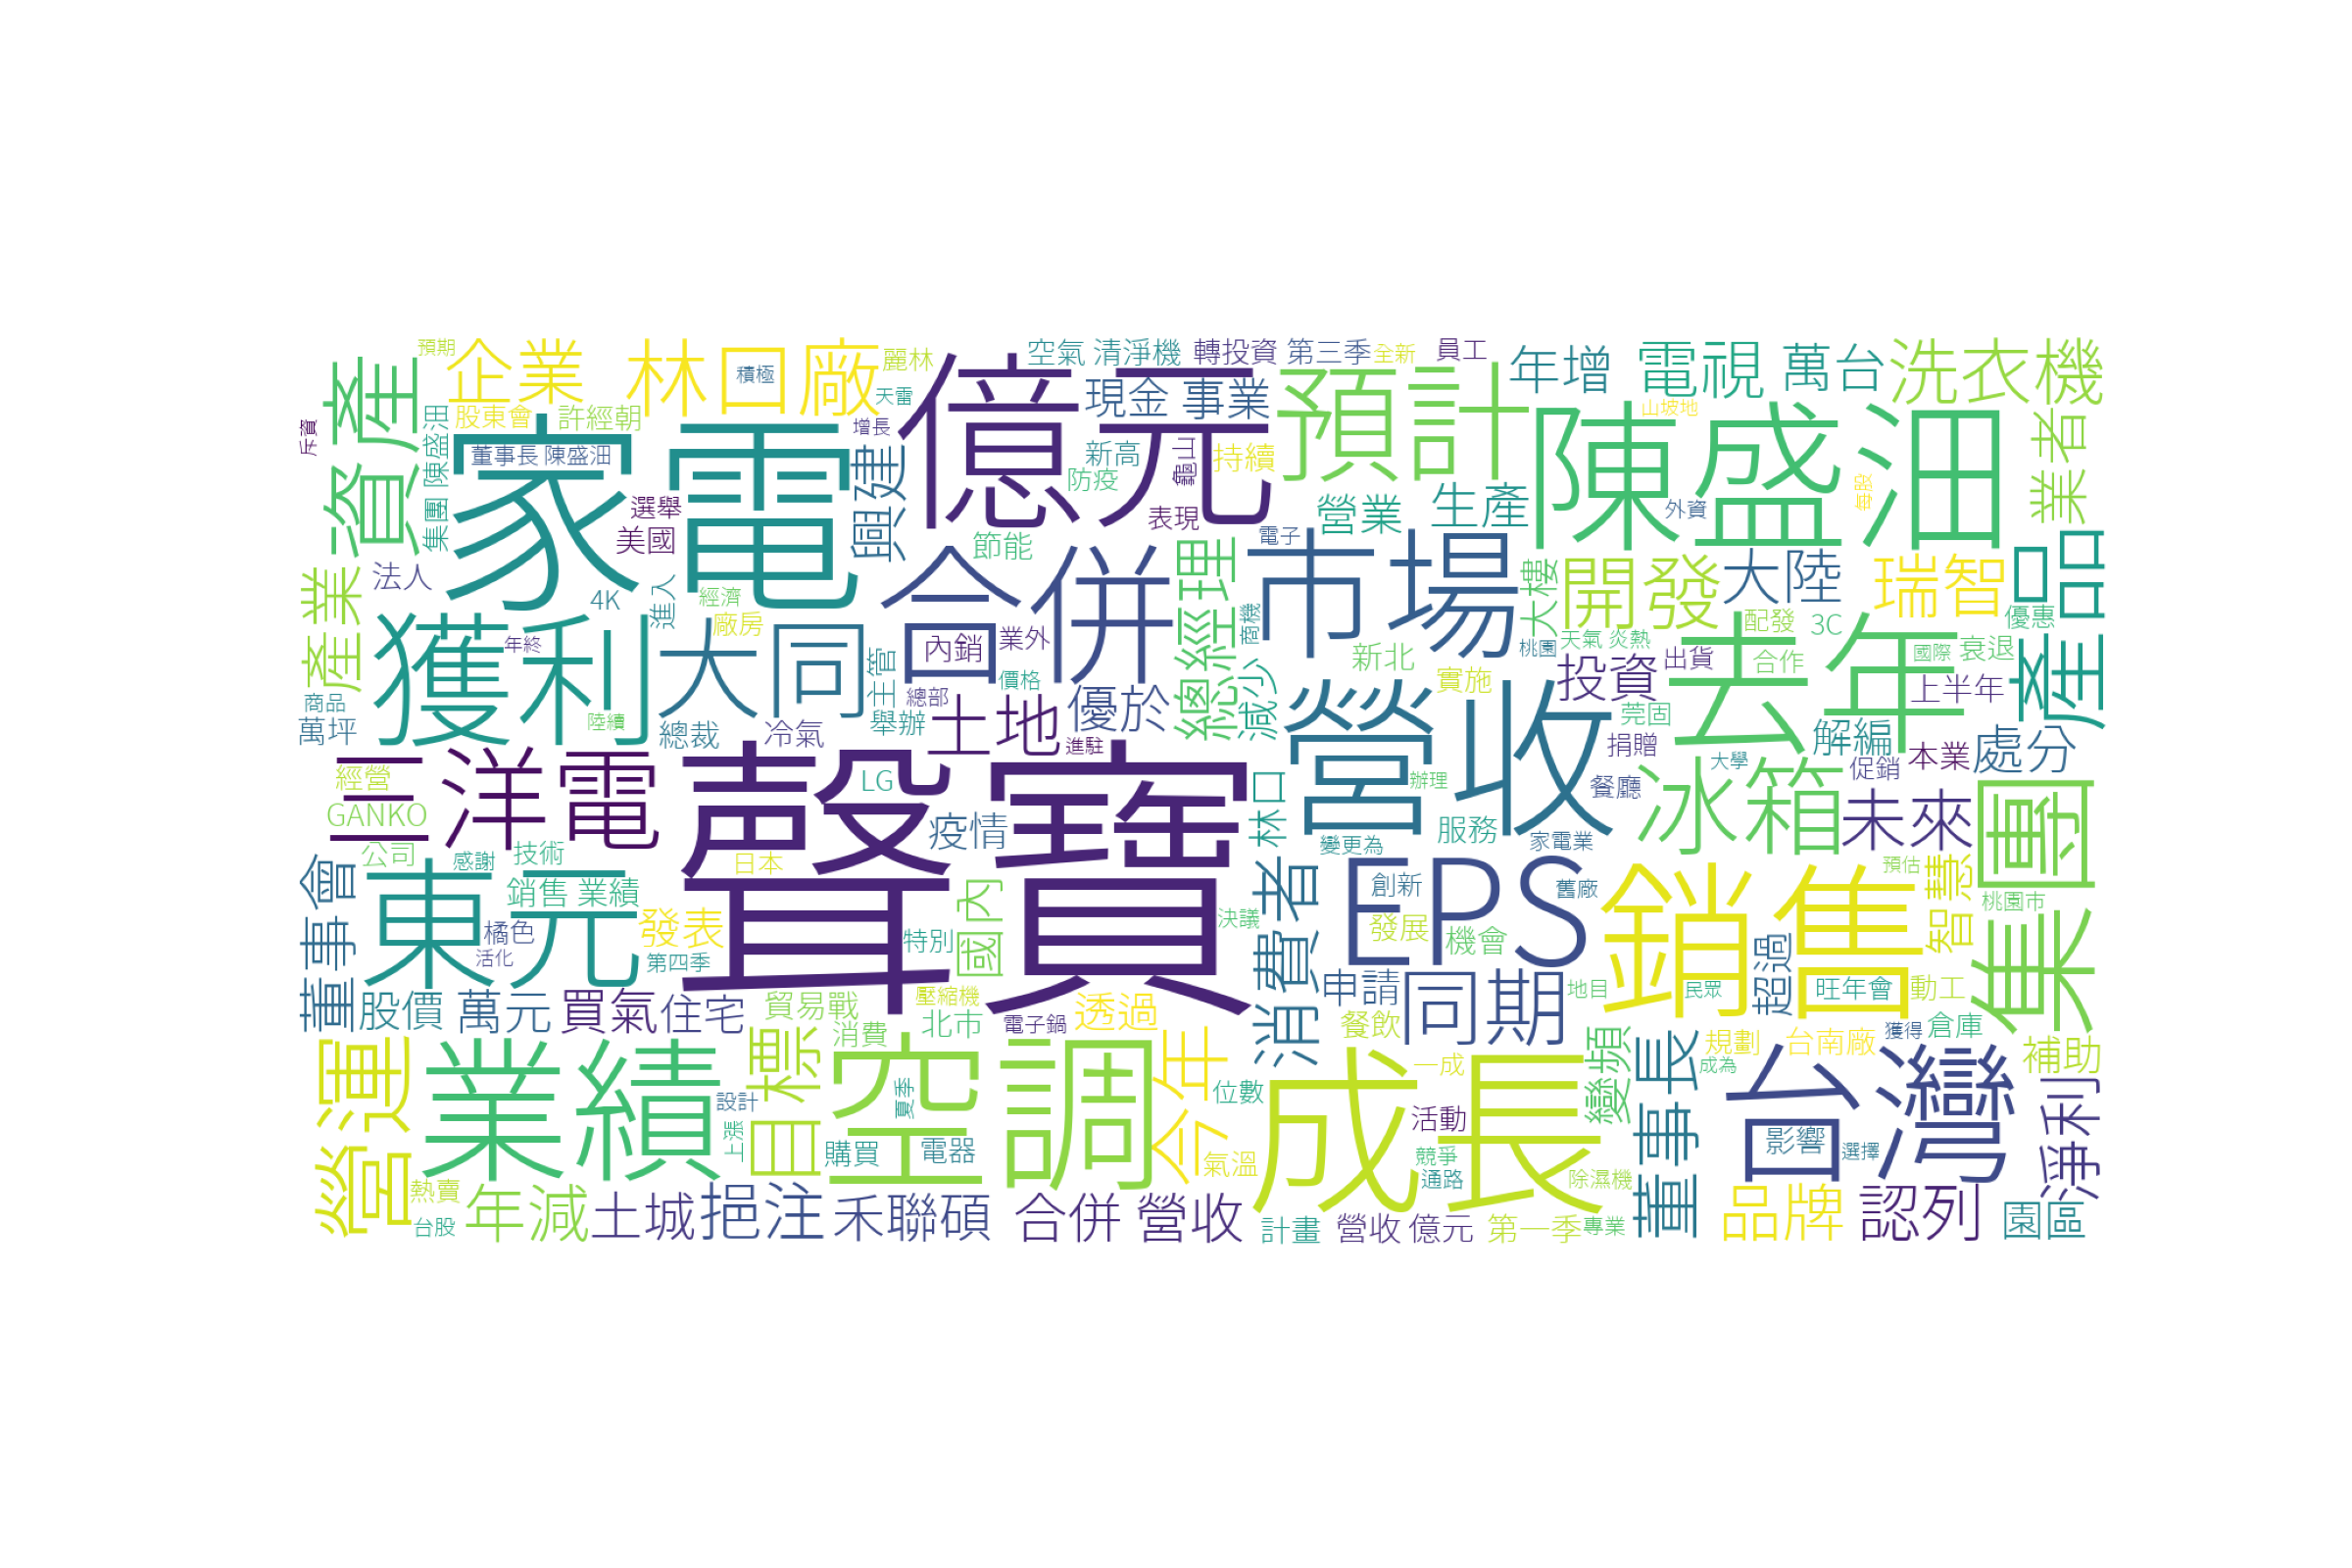 預期
企業
林口廠
麗林
空氣 清淨機
轉投資
第三季
全新
員工
年增
電視
萬台
洗衣機
積極
天雷
現金
事業
億元
預計
陳盛沺
山坡地
資產
股東會
許經朝
家電
增長
斥資
集團 陳盛沺
董事長 陳盛沺
興建
新高
防疫
龜山
持續
業者
每股
外資
選舉
美國
表現
營業
生產
節能
電子
合併
市場
總經理
大樓
開發
大陸
瑞智
產品
產業
法人
4K
進入
經濟
廠房
商機
配發
3C
優惠
獲利
年終
大同
主管
內銷
業外
價格
新北
減少
實施
桃園
天氣 炎熱
投資
出貨
合作
去年
國際
衰退
上半年
商品
萬坪
陸續
總裁
冷氣
總部
舉辦
土地
優於
進駐
營收
莞固
捐贈
解編
本業
處分
三洋電
經營
GANKO
聲寶
LG
疫情
林口
辦理
服務
變更為
餐廳
家電業
大學
促銷
冰箱
未來
集團
公司
感謝
技術
日本
董事會
東元
銷售 業績
橘色
活化
發表
第四季
特別
國內
決議
消費者
EPS
創新
發展
機會
舊廠
銷售
預估
智慧
桃園市
超過
股價
萬元
買氣
住宅
貿易戰
消費
壓縮機
北市
電子鍋
透過
申請
同期
餐飲
地目
民眾
旺年會
動工
規劃
台南廠
獲得
倉庫
補助
營運
業績
目標
設計
上漲
空調
夏季
今年
位數
成長
一成
活動
變頻
成為
董事長
台灣
影響
選擇
淨利
購買
電器
氣溫
競爭
通路
除濕機
熱賣
台股
年減
土城
挹注
禾聯碩
合併 營收
計畫
營收 億元
第一季
專業
品牌
認列
園區